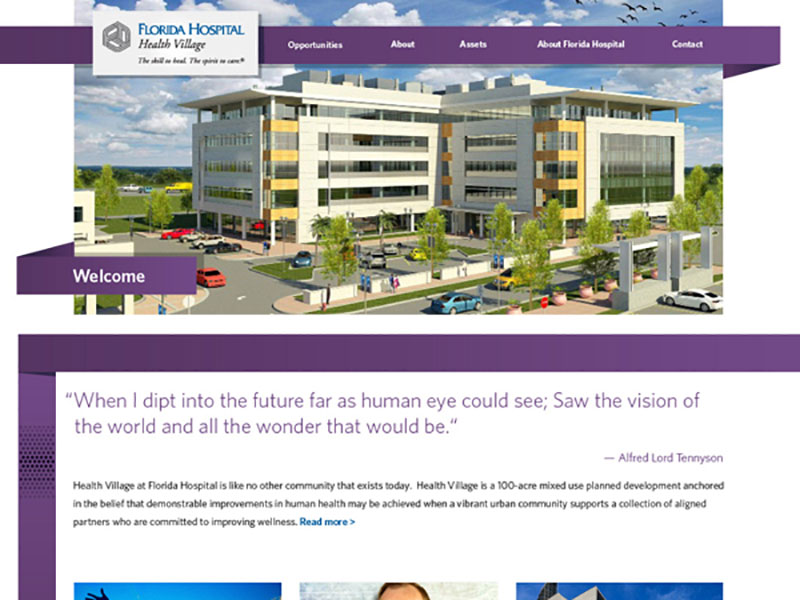 FLORIDA HOSPITAL
Health Village
The skill to heal. The spirit to care.®
Opportunities About Assets About Florida Hospital Contact
Welcome
“When I dipt into the future far as human eye could see; Saw the vision of
the world and all the wonder that would be.“
— Alfred Lord Tennyson
Health Village at Florida Hospital is like no other community that exists today. Health Village is a 100-acre mixed use planned development anchored
in the belief that demonstrable improvements in human health may be achieved when a vibrant urban community supports a collection of aligned
partners who are committed to improving wellness. Read more >